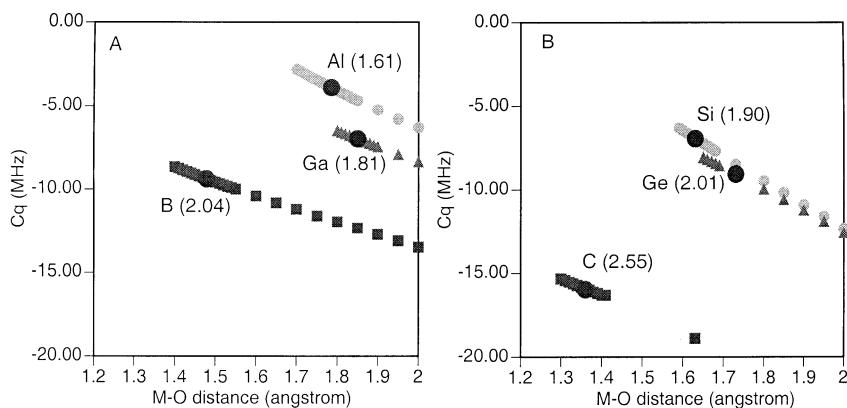 A
Al (1.61)
Ga (1.81)
B (2.04)
0.00
-5.00
-10.00
-15.00
-20.00
Cq (MHz)
1.2 1.3 1.4 1.5 1.6 1.7 1.8 1.9 2
M-O distance (angstrom)
B
Si (1.90)
Ge (2.01)
C (2.55)
0.00
-5.00
-10.00
-15.00
-20.00
Cq (MHz)
1.2 1.3 1.4 1.5 1.6 1.7 1.8 1.9 2
M-O distance (angstrom)